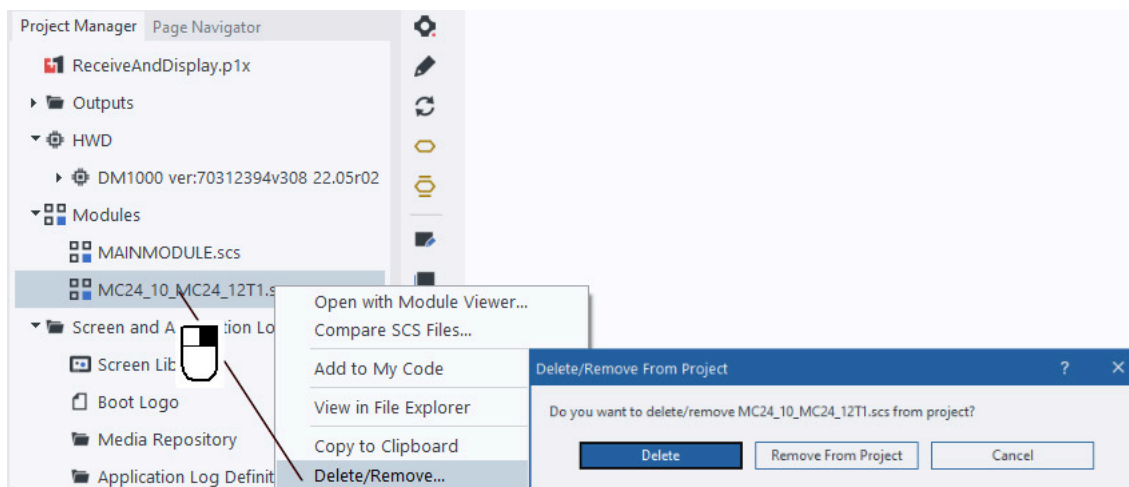 Project Manager Page Navigator
ReceiveAndDisplay.p1x
Outputs
HWD
DM1000 ver:70312394v308 22.05r02
Modules
MAINMODULE.scs
MC24_10_MC24_12T1.s
Screen and A tion Lo
Screen Lib
Boot Logo
Media Repository
Application Log Definit
Open with Module Viewer...
Compare SCS Files...
Add to My Code
View in File Explorer
Copy to Clipboard
Delete/Remove...
Delete/Remove From Project ? ×
Do you want to delete/remove MC24_10_MC24_12T1.scs from project?
Delete Remove From Project Cancel